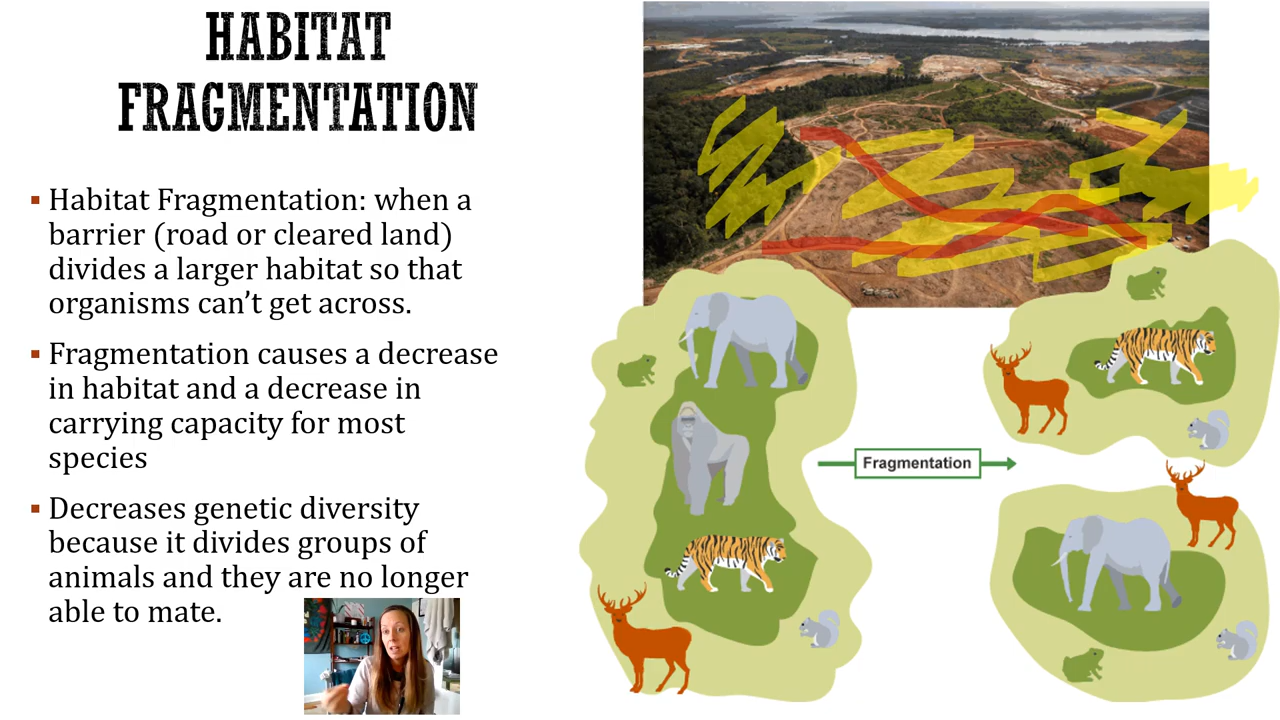 HABITAT
FRAGMENTATION
▪ Habitat Fragmentation: when a
barrier (road or cleared land)
divides a larger habitat so that
organisms can’t get across.
▪ Fragmentation causes a decrease
in habitat and a decrease in
carrying capacity for most
species
▪ Decreases genetic diversity
because it divides groups of
animals and they are no longer
able to mate.
Fragmentation